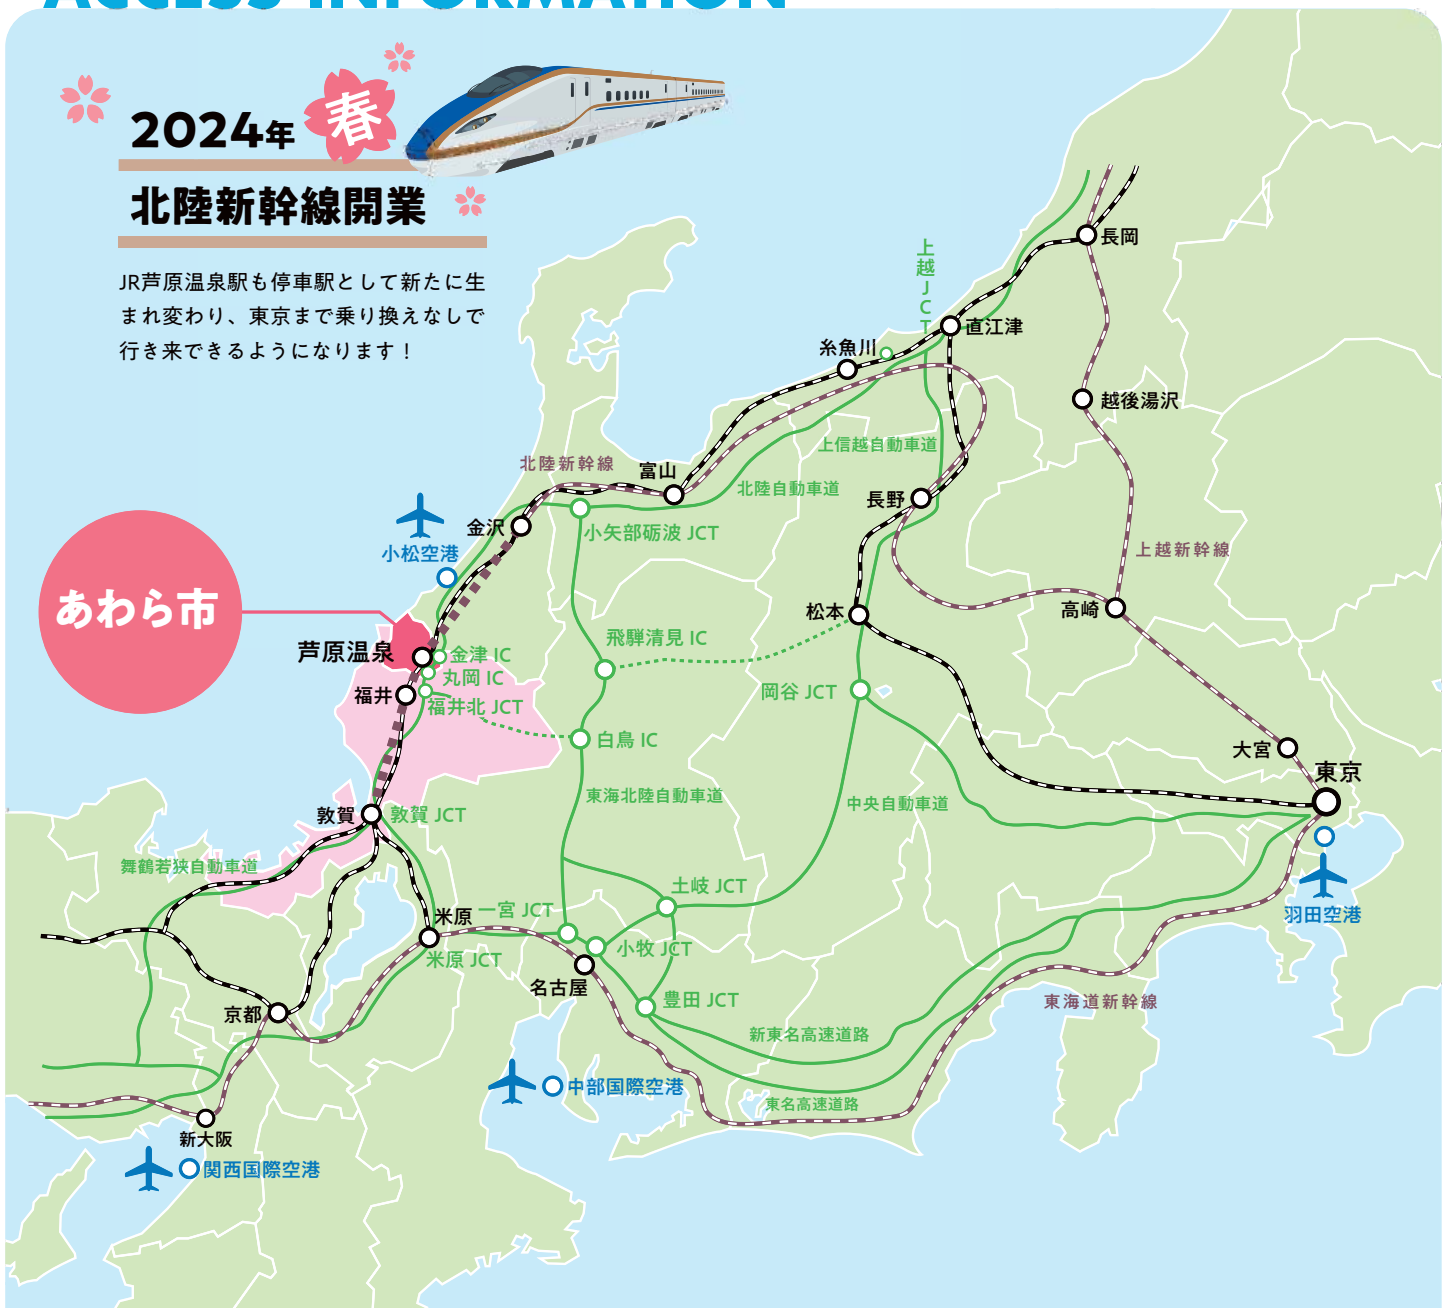 ACCESS INFORMATION
2024年
春
北陸新幹線開業
JR芦原温泉駅も停車駅として新たに生
まれ変わり、東京まで乗り換えなしで
行き来できるようになります！
長岡
上越JCT
直江津
糸魚川
越後湯沢
上信越自動車道
北陸新幹線
富山
北陸自動車道
長野
金沢
小矢部砺波 JCT
小松空港
上越新幹線
あわら市
高崎
松本
飛騨清見 IC
芦原温泉
金津 IC
丸岡 IC
福井
福井北 JCT
岡谷 JCT
白鳥 IC
大宮
東京
東海北陸自動車道
中央自動車道
敦賀
敦賀 JCT
舞鶴若狭自動車道
土岐 JCT
米原
一宮 JCT
羽田空港
小牧 JCT
米原 JCT
名古屋
豊田 JCT
東海道新幹線
京都
新東名高速道路
中部国際空港
東名高速道路
新大阪
関西国際空港